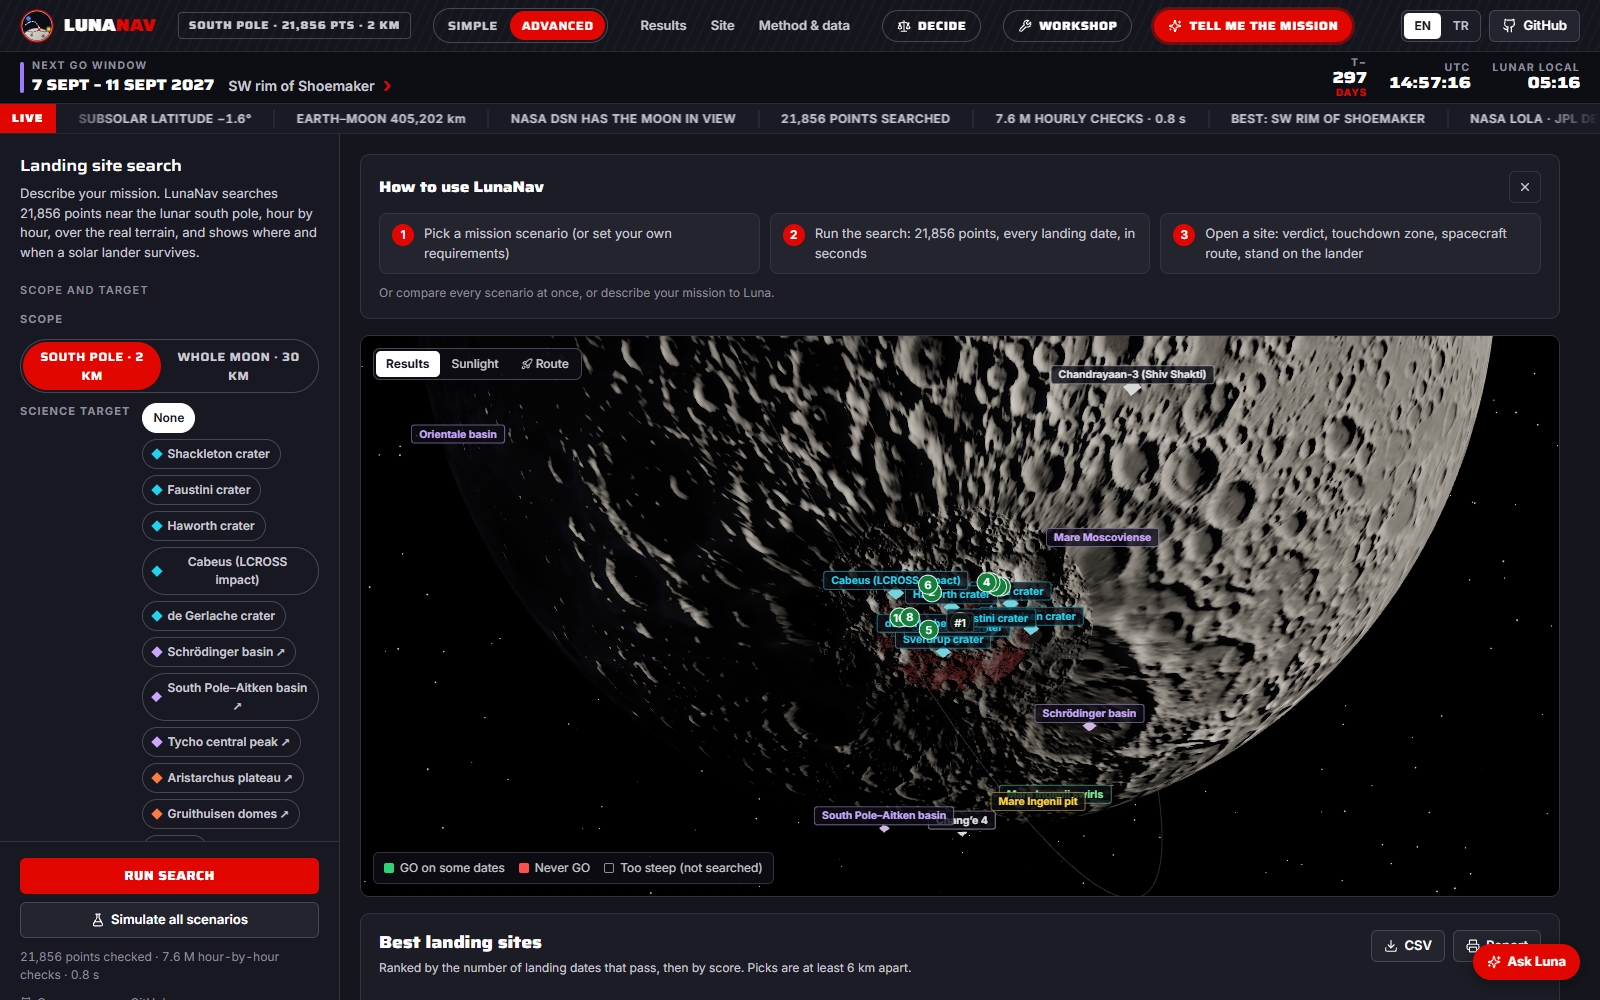 LUNANAV
SOUTH POLE · 21,856 PTS · 2 KM
SIMPLE
ADVANCED
Results
Site
Method & data
DECIDE
WORKSHOP
TELL ME THE MISSION
EN
TR
GitHub
NEXT GO WINDOW
7 SEPT – 11 SEPT 2027 SW rim of Shoemaker
T−
297
DAYS
UTC
14:57:16
LUNAR LOCAL
05:16
LIVE
SUBSOLAR LATITUDE −1.6°
EARTH–MOON 405,202 km
NASA DSN HAS THE MOON IN VIEW
21,856 POINTS SEARCHED
7.6 M HOURLY CHECKS · 0.8 s
BEST: SW RIM OF SHOEMAKER
NASA LOLA · JPL DE
Landing site search
Describe your mission. LunaNav searches
21,856 points near the lunar south pole, hour by
hour, over the real terrain, and shows where and
when a solar lander survives.
SCOPE AND TARGET
SCOPE
SOUTH POLE · 2
KM
WHOLE MOON · 30
KM
SCIENCE TARGET
None
Shackleton crater
Faustini crater
Haworth crater
Cabeus (LCROSS
impact)
de Gerlache crater
Schrödinger basin ↗
South Pole–Aitken basin
↗
Tycho central peak ↗
Aristarchus plateau ↗
Gruithuisen domes ↗
RUN SEARCH
Simulate all scenarios
21,856 points checked · 7.6 M hour-by-hour
checks · 0.8 s
How to use LunaNav
1
Pick a mission scenario (or set your own
requirements)
2
Run the search: 21,856 points, every landing date, in
seconds
3
Open a site: verdict, touchdown zone, spacecraft
route, stand on the lander
Or compare every scenario at once, or describe your mission to Luna.
Results
Sunlight
Route
Chandrayaan-3 (Shiv Shakti)
Orientale basin
Mare Moscoviense
Cabeus (LCROSS
6
4
crater
8
5
#1
crater
Sverdrup crater
Schrödinger basin
Mare Ingenii pit
South Pole–Aitken basin
GO on some dates
Never GO
Too steep (not searched)
Best landing sites
Ranked by the number of landing dates that pass, then by score. Picks are at least 6 km apart.
CSV
Report
Ask Luna